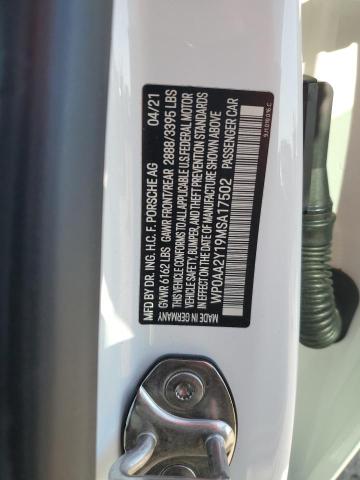 MFD. BY DR. ING. H.C. F. PORSCHE AG 04/21
GVWR 6162 LBS GAWR FRONT/REAR 2888/3395 LBS
THIS VEHICLE CONFORMS TO ALL APPLICABLE U.S. FEDERAL MOTOR
VEHICLE SAFETY, BUMPER, AND THEFT PREVENTION STANDARDS
IN EFFECT ON THE DATE OF MANUFACTURE SHOWN ABOVE
WP0AA2Y19MSA17502 PASSENGER CAR
MADE IN GERMANY